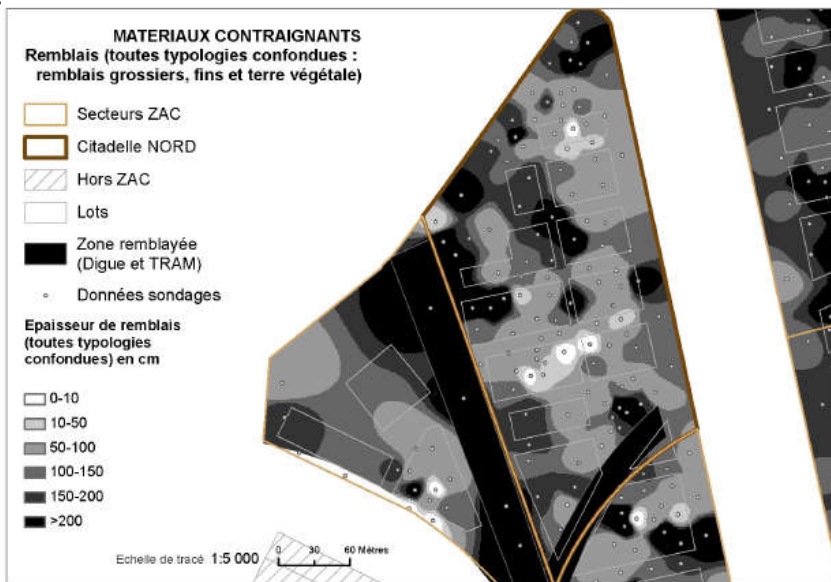 MATERIAUX CONTRAIGNANTS
Remblais (toutes typologies confondues :
remblais grossiers, fins et terre végétale)
Secteurs ZAC
Citadelle NORD
Hors ZAC
Lots
Zone remblayée
(Digue et TRAM)
Données sondages
Epaisseur de remblais
(toutes typologies
confondues) en cm
0-10
10-50
50-100
100-150
150-200
>200
Echelle de tracé 1:5 000
0 30 60 Mètres